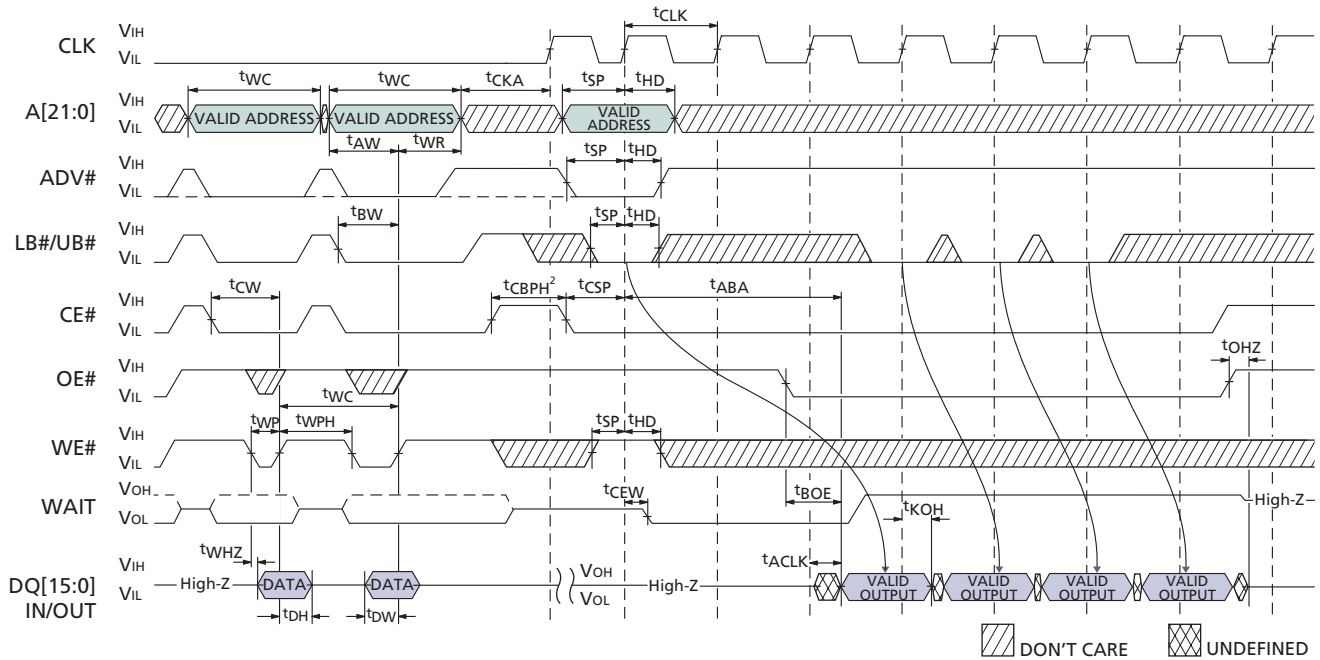 tCLK
CLK VIH
VIL
tWC tWC tCKA tSP tHD
A[21:0] VIH
VIL
VALID ADDRESS VALID ADDRESS VALID ADDRESS
tAW tWR
tSP tHD
ADV# VIH
VIL
tBW tSP tHD
LB#/UB# VIH
VIL
tCW tCBPH2 tCSP tABA
CE# VIH
VIL
tOHZ
OE# VIH
VIL
tWC
tWP tWPH tSP tHD
WE# VIH
VIL
tCEW tBOE
WAIT VOH
VOL
High-Z
tKOH
tWHZ tACLK
DQ[15:0] IN/OUT VIH
VIL
High-Z DATA DATA VOH
VOL
High-Z VALID OUTPUT VALID OUTPUT VALID OUTPUT VALID OUTPUT
tDH tDW
DON'T CARE UNDEFINED